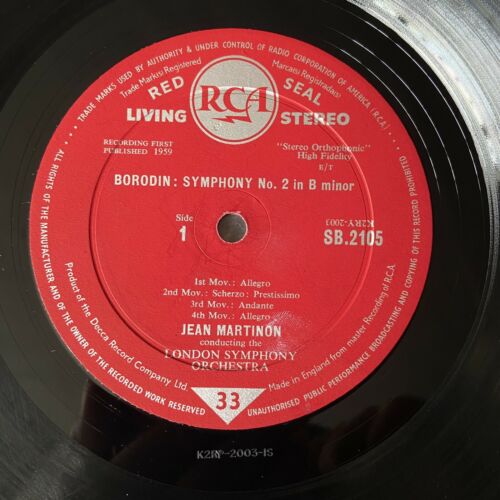 TRADE MARKS USED BY AUTHORITY & UNDER CONTROL OF RADIO CORPORATION OF AMERICA (R.C.A.)
(Trade Marks) Registered
Marca(s) Registrada(s)
RED SEAL
RCA
LIVING STEREO
RECORDING FIRST
PUBLISHED 1959
"Stereo Orthophonic"
High Fidelity
E/T
BORODIN: SYMPHONY No. 2 in B minor
Side
1
K2RY-2003
SB.2105
1st Mov.: Allegro
2nd Mov.: Scherzo: Prestissimo
3rd Mov.: Andante
4th Mov.: Allegro
JEAN MARTINON
conducting the
LONDON SYMPHONY
ORCHESTRA
Product of the Decca Record Company Ltd
Made in England from master Recording of R.C.A.
33
ALL RIGHTS OF THE MANUFACTURER AND OF THE OWNER OF THE RECORDED WORK RESERVED
UNAUTHORISED PUBLIC PERFORMANCE BROADCASTING AND COPYING OF THIS RECORD PROHIBITED
K2RP-2003-1S